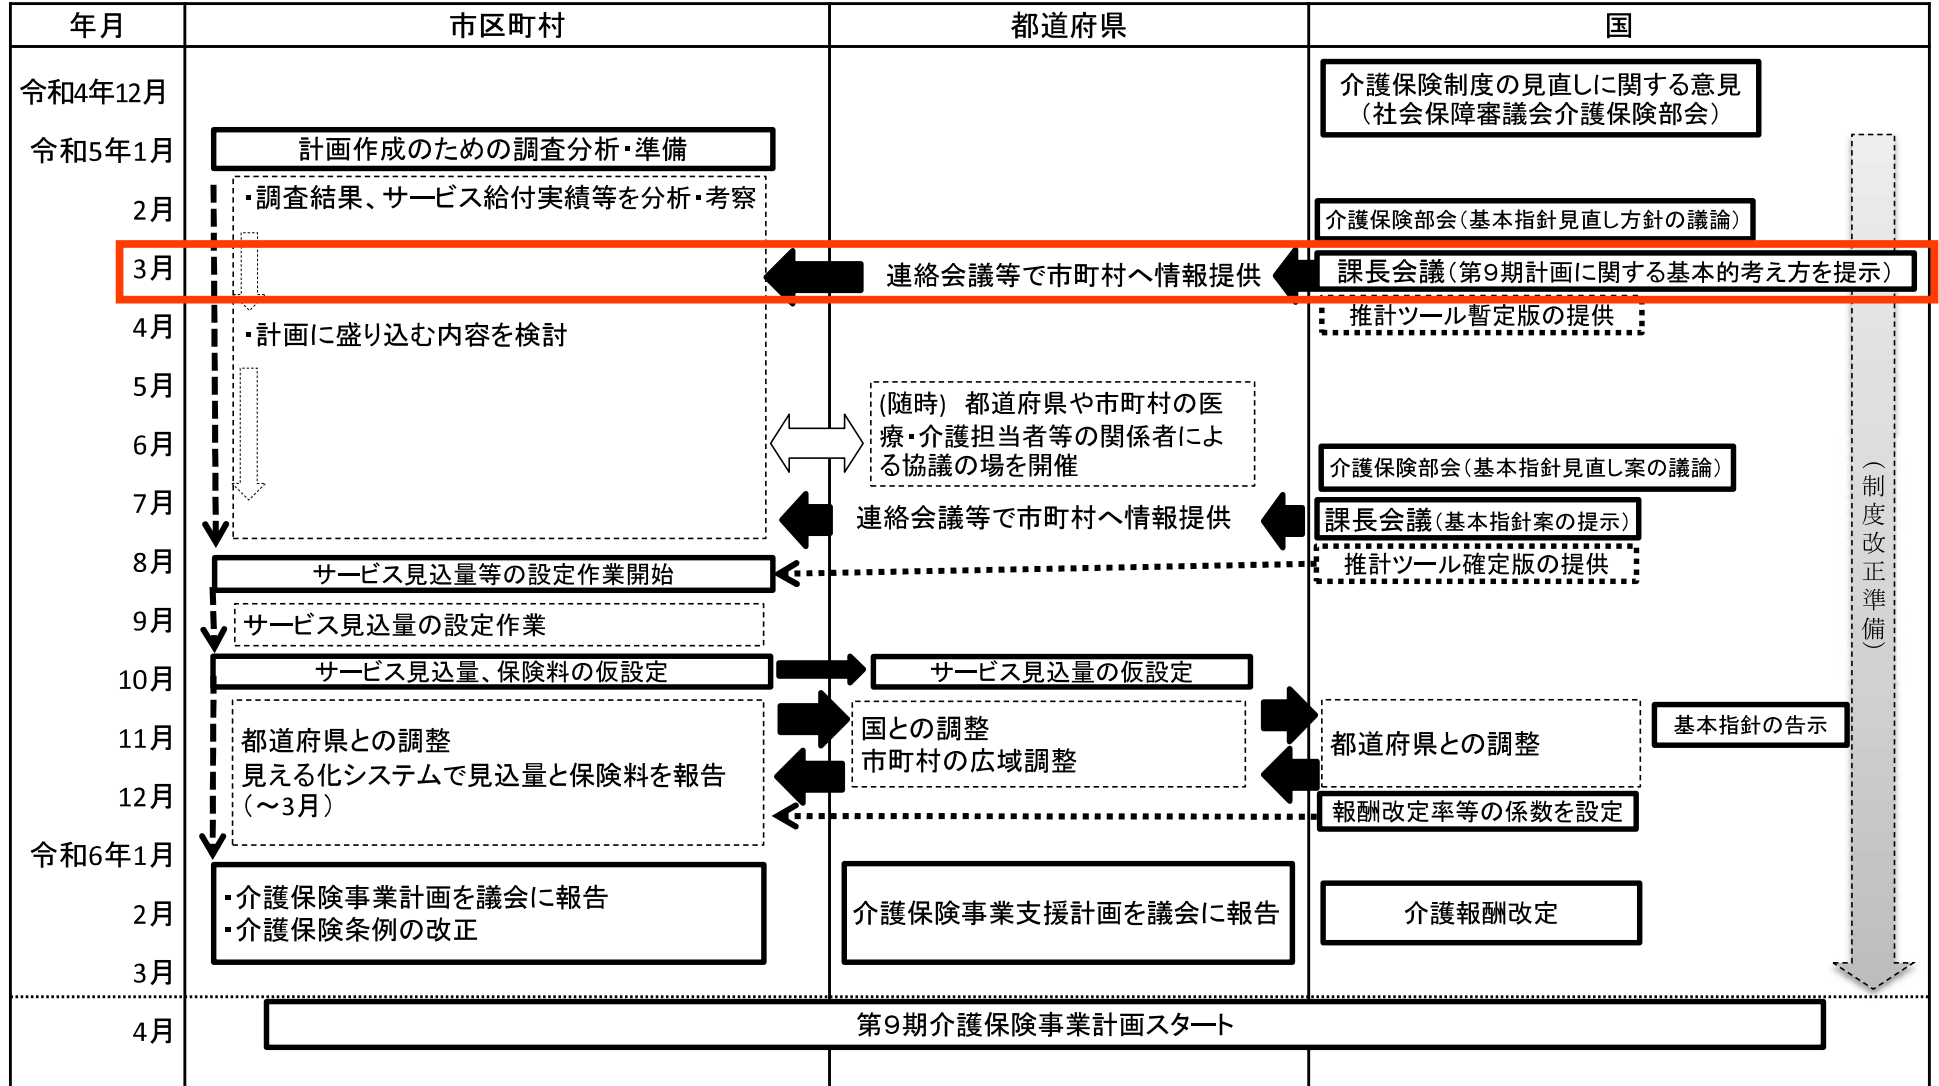 年月
市区町村
都道府県
国
令和4年12月
介護保険制度の見直しに関する意見
（社会保障審議会介護保険部会）
令和5年1月
計画作成のための調査分析・準備
・調査結果、サービス給付実績等を分析・考察
2月
介護保険部会（基本指針見直し方針の議論）
3月
連絡会議等で市町村へ情報提供
課長会議（第９期計画に関する基本的考え方を提示）
4月
・計画に盛り込む内容を検討
推計ツール暫定版の提供
5月
(随時) 都道府県や市町村の医
療・介護担当者等の関係者によ
る協議の場を開催
6月
介護保険部会（基本指針見直し案の議論）
7月
連絡会議等で市町村へ情報提供
課長会議（基本指針案の提示）
8月
サービス見込量等の設定作業開始
推計ツール確定版の提供
（制度改正準備）
9月
サービス見込量の設定作業
10月
サービス見込量、保険料の仮設定
サービス見込量の仮設定
11月
都道府県との調整
見える化システムで見込量と保険料を報告
（～3月）
国との調整
市町村の広域調整
都道府県との調整
基本指針の告示
12月
報酬改定率等の係数を設定
令和6年1月
・介護保険事業計画を議会に報告
・介護保険条例の改正
2月
介護保険事業支援計画を議会に報告
介護報酬改定
3月
4月
第９期介護保険事業計画スタート